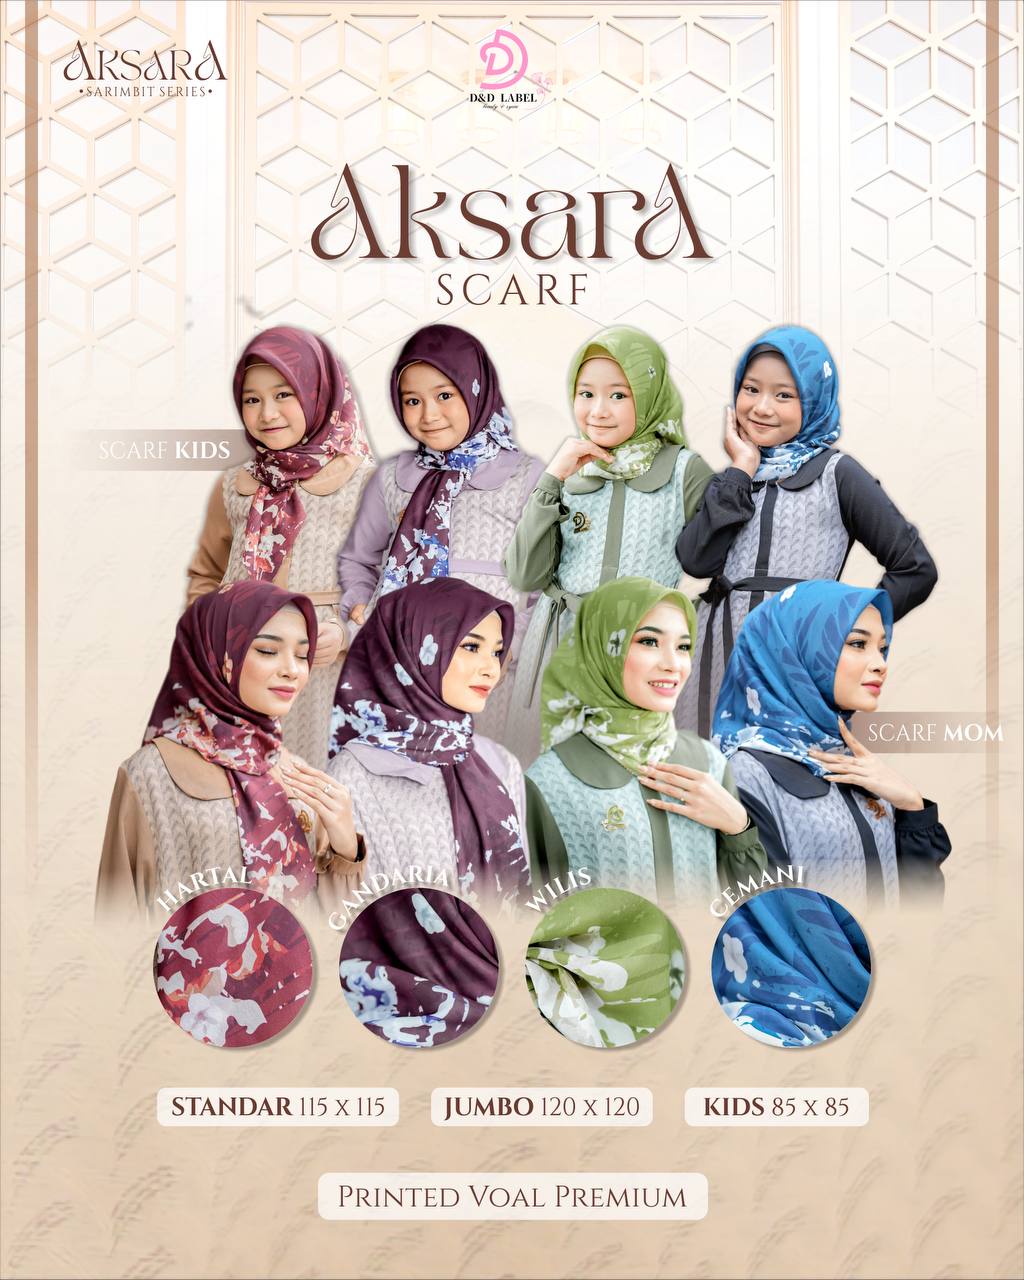 AKSARA
•SARIMBIT SERIES•
D&D LABEL
AksarA
SCARF
SCARF KIDS
SCARF MOM
HARTAL
GANDARIA
WILIS
GEMANI
STANDAR 115 X 115
JUMBO 120 X 120
KIDS 85 X 85
PRINTED VOAL PREMIUM